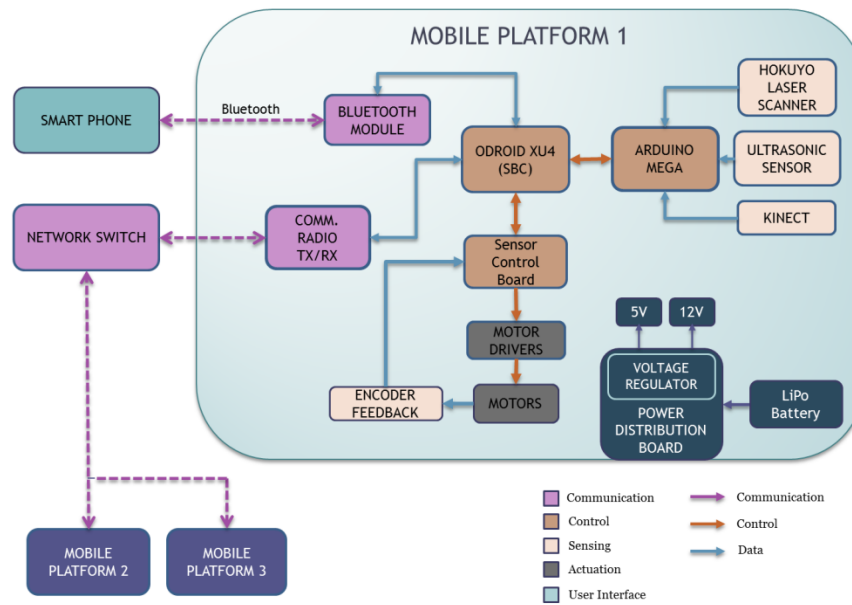 MOBILE PLATFORM 1
HOKUYO
LASER
SCANNER
SMART PHONE
Bluetooth
BLUETOOTH
MODULE
ODROID XU4
(SBC)
ARDUINO
MEGA
ULTRASONIC
SENSOR
KINECT
NETWORK SWITCH
COMM.
RADIO
TX/RX
Sensor
Control
Board
5V
12V
MOTOR
DRIVERS
VOLTAGE
REGULATOR
POWER
DISTRIBUTION
BOARD
LiPo
Battery
ENCODER
FEEDBACK
MOTORS
MOBILE
PLATFORM 2
MOBILE
PLATFORM 3
Communication
Control
Sensing
Actuation
User Interface
Communication
Control
Data